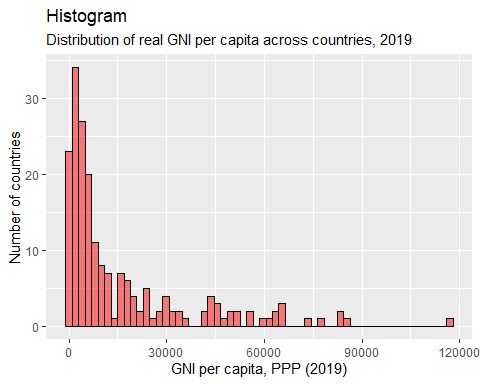 Histogram
Distribution of real GNI per capita across countries, 2019
Number of countries
30
20
10
0
0 30000 60000 90000 120000
GNI per capita, PPP (2019)